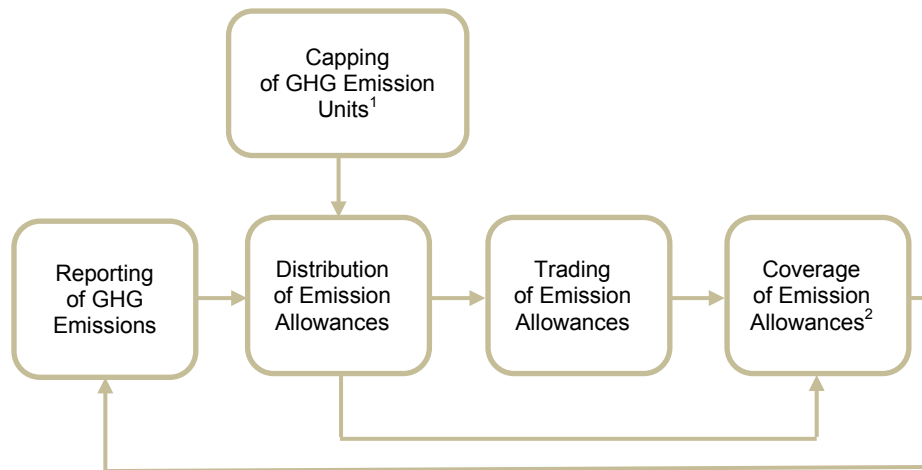 Capping
of GHG Emission
Units¹
Reporting
of GHG
Emissions
Distribution
of Emission
Allowances
Trading
of Emission
Allowances
Coverage
of Emission
Allowances²